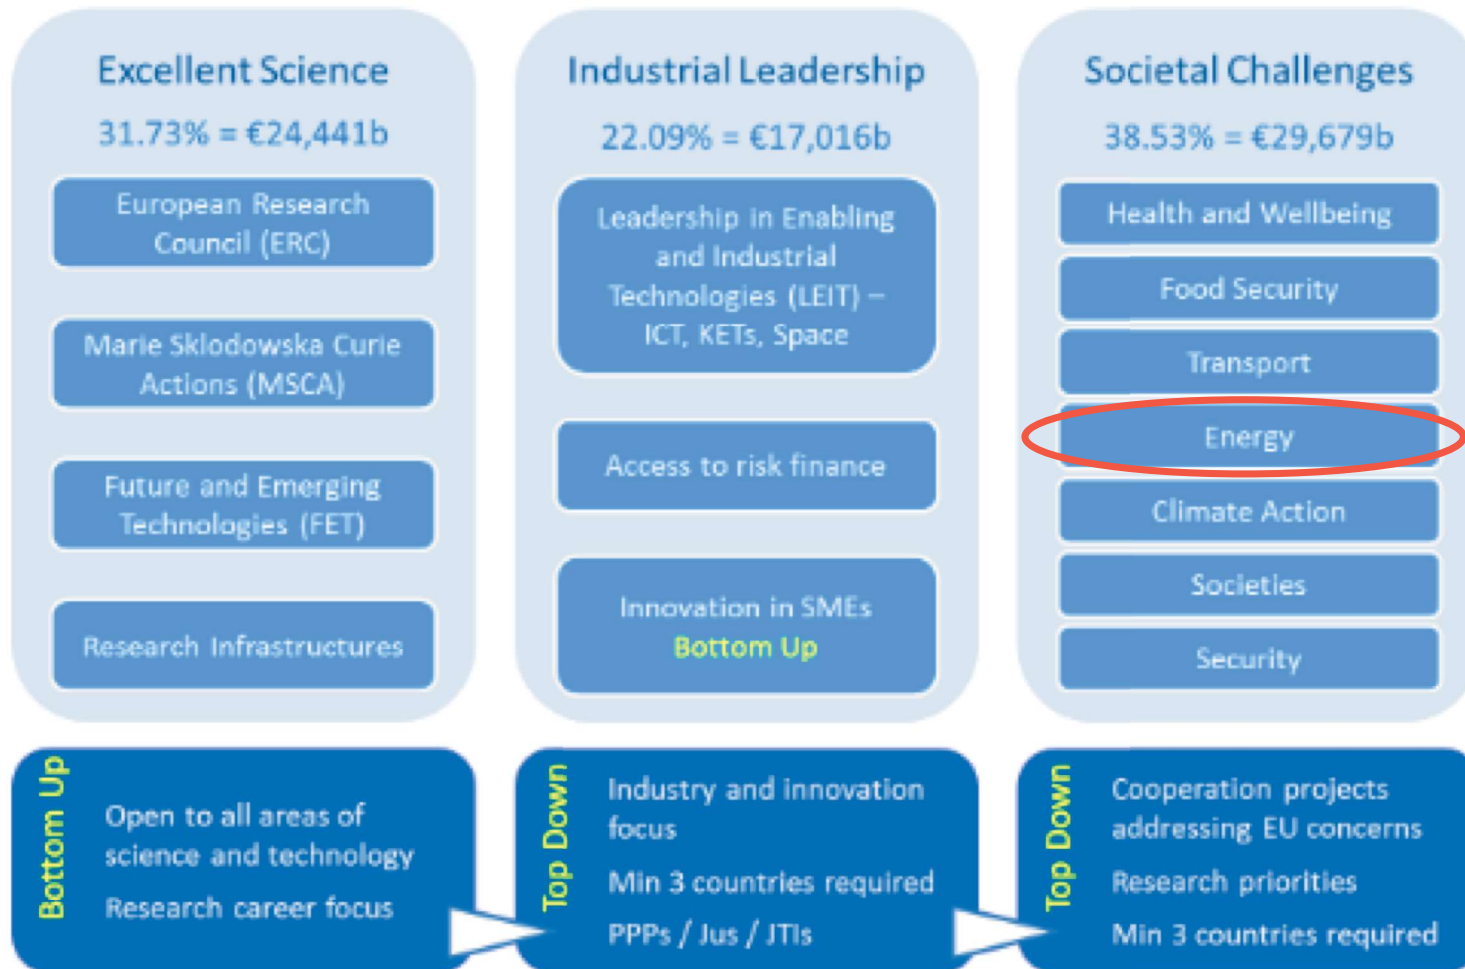 Excellent Science
31.73% = €24,441b
European Research
Council (ERC)
Marie Sklodowska Curie
Actions (MSCA)
Future and Emerging
Technologies (FET)
Research Infrastructures
Industrial Leadership
22.09% = €17,016b
Leadership in Enabling
and Industrial
Technologies (LEIT) –
ICT, KETs, Space
Access to risk finance
Innovation in SMEs
Bottom Up
Societal Challenges
38.53% = €29,679b
Health and Wellbeing
Food Security
Transport
Energy
Climate Action
Societies
Security
Bottom Up
Open to all areas of
science and technology
Research career focus
Top Down
Industry and innovation
focus
Min 3 countries required
PPPs / Jus / JTIs
Top Down
Cooperation projects
addressing EU concerns
Research priorities
Min 3 countries required